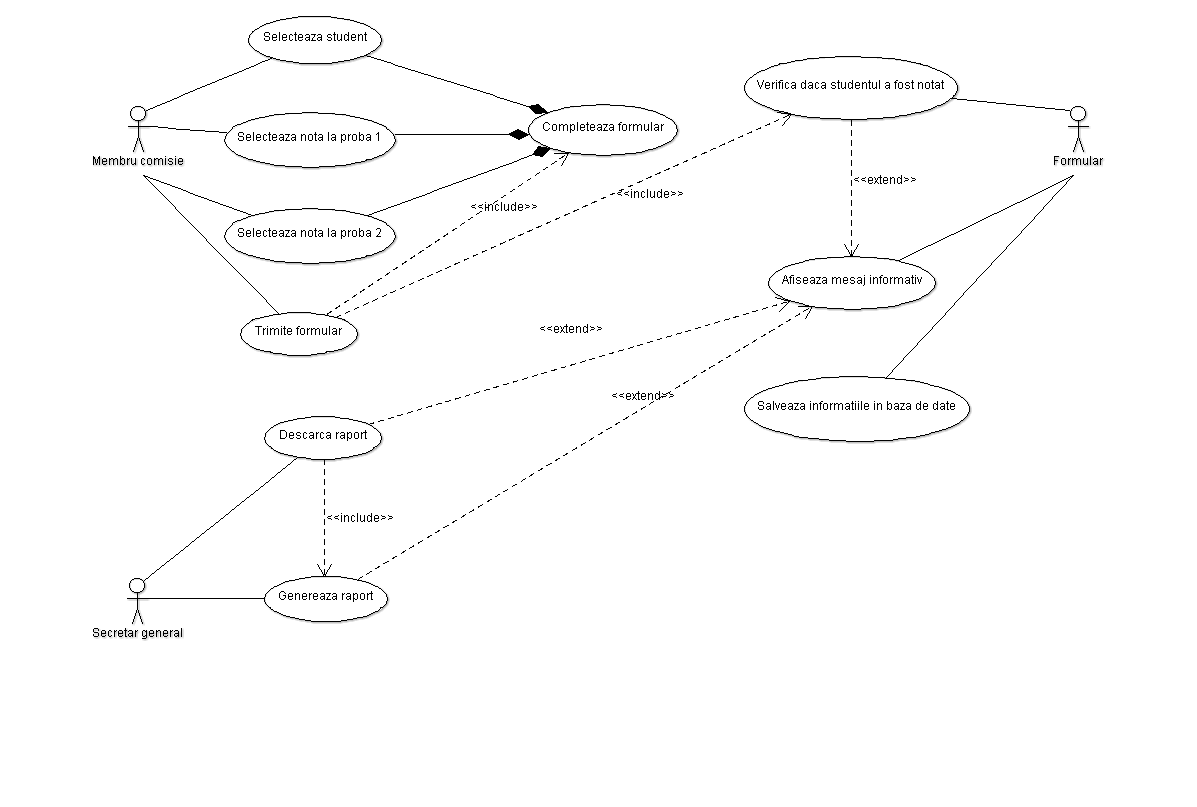 Selecteaza student
Verifica daca studentul a fost notat
Completeaza formular
Selecteaza nota la proba 1
Membru comisie
Formular
<<extend>>
<<include>>
<<include>>
Selecteaza nota la proba 2
Afiseaza mesaj informativ
Trimite formular
<<extend>>
<<extend>>
Salveaza informatiile in baza de date
Descarca raport
<<include>>
Genereaza raport
Secretar general